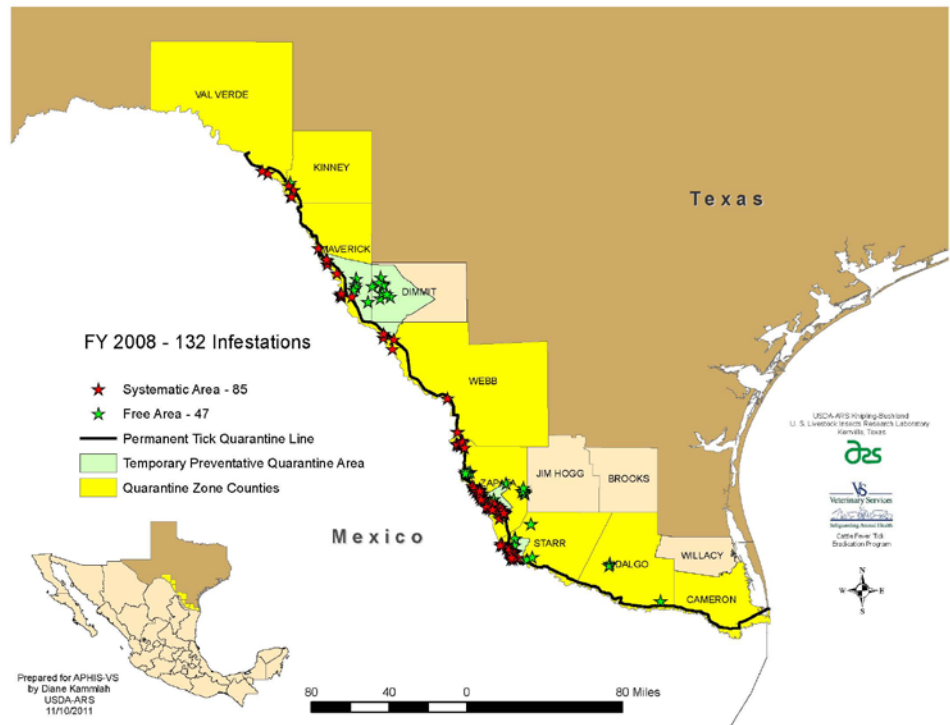 VAL VERDE
KINNEY
Texas
MAVERICK
DIMMIT
FY 2008 - 132 Infestations
Systematic Area - 85
Free Area - 47
Permanent Tick Quarantine Line
Temporary Preventative Quarantine Area
Quarantine Zone Counties
WEBB
USDA-ARS Knipling-Bushland
U. S. Livestock Insects Research Laboratory
Kerrville, Texas
ars
VS
Veterinary Services
Safeguarding Animal Health
Cattle Fever Tick
Eradication Program
JIM HOGG
BROOKS
ZAPATA
Mexico
STARR
WILLACY
HIDALGO
CAMERON
N
W E
S
Prepared for APHIS-VS
by Diane Kammlah
USDA-ARS
11/10/2011
80 40 0 80 Miles